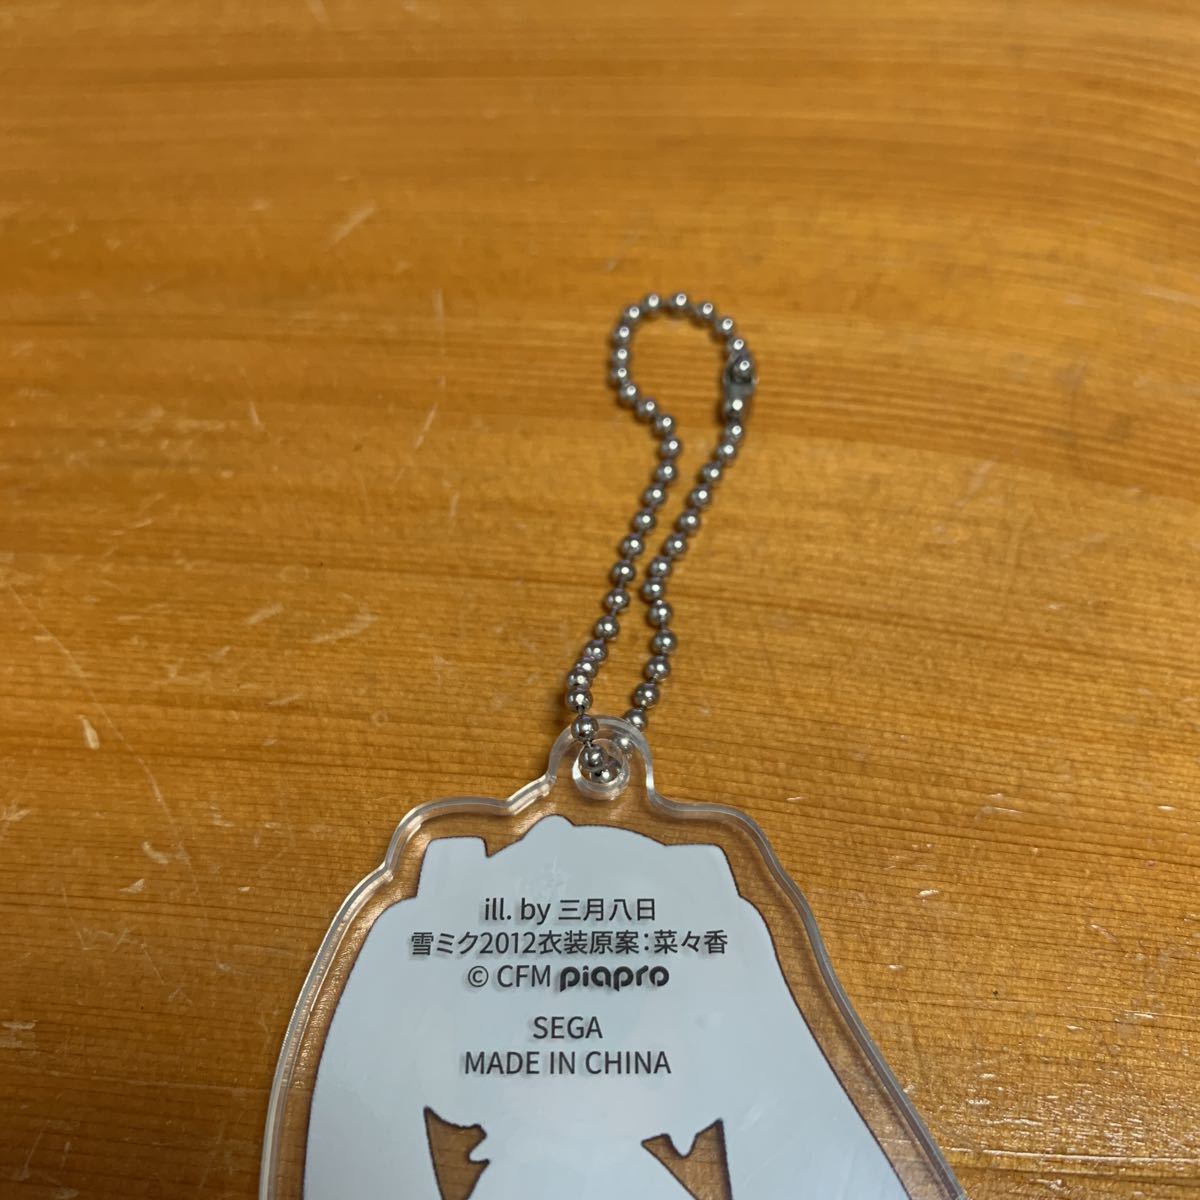 ill. by 三月八日
雪ミク2012衣装原案：菜々香
© CFM piapro
SEGA
MADE IN CHINA